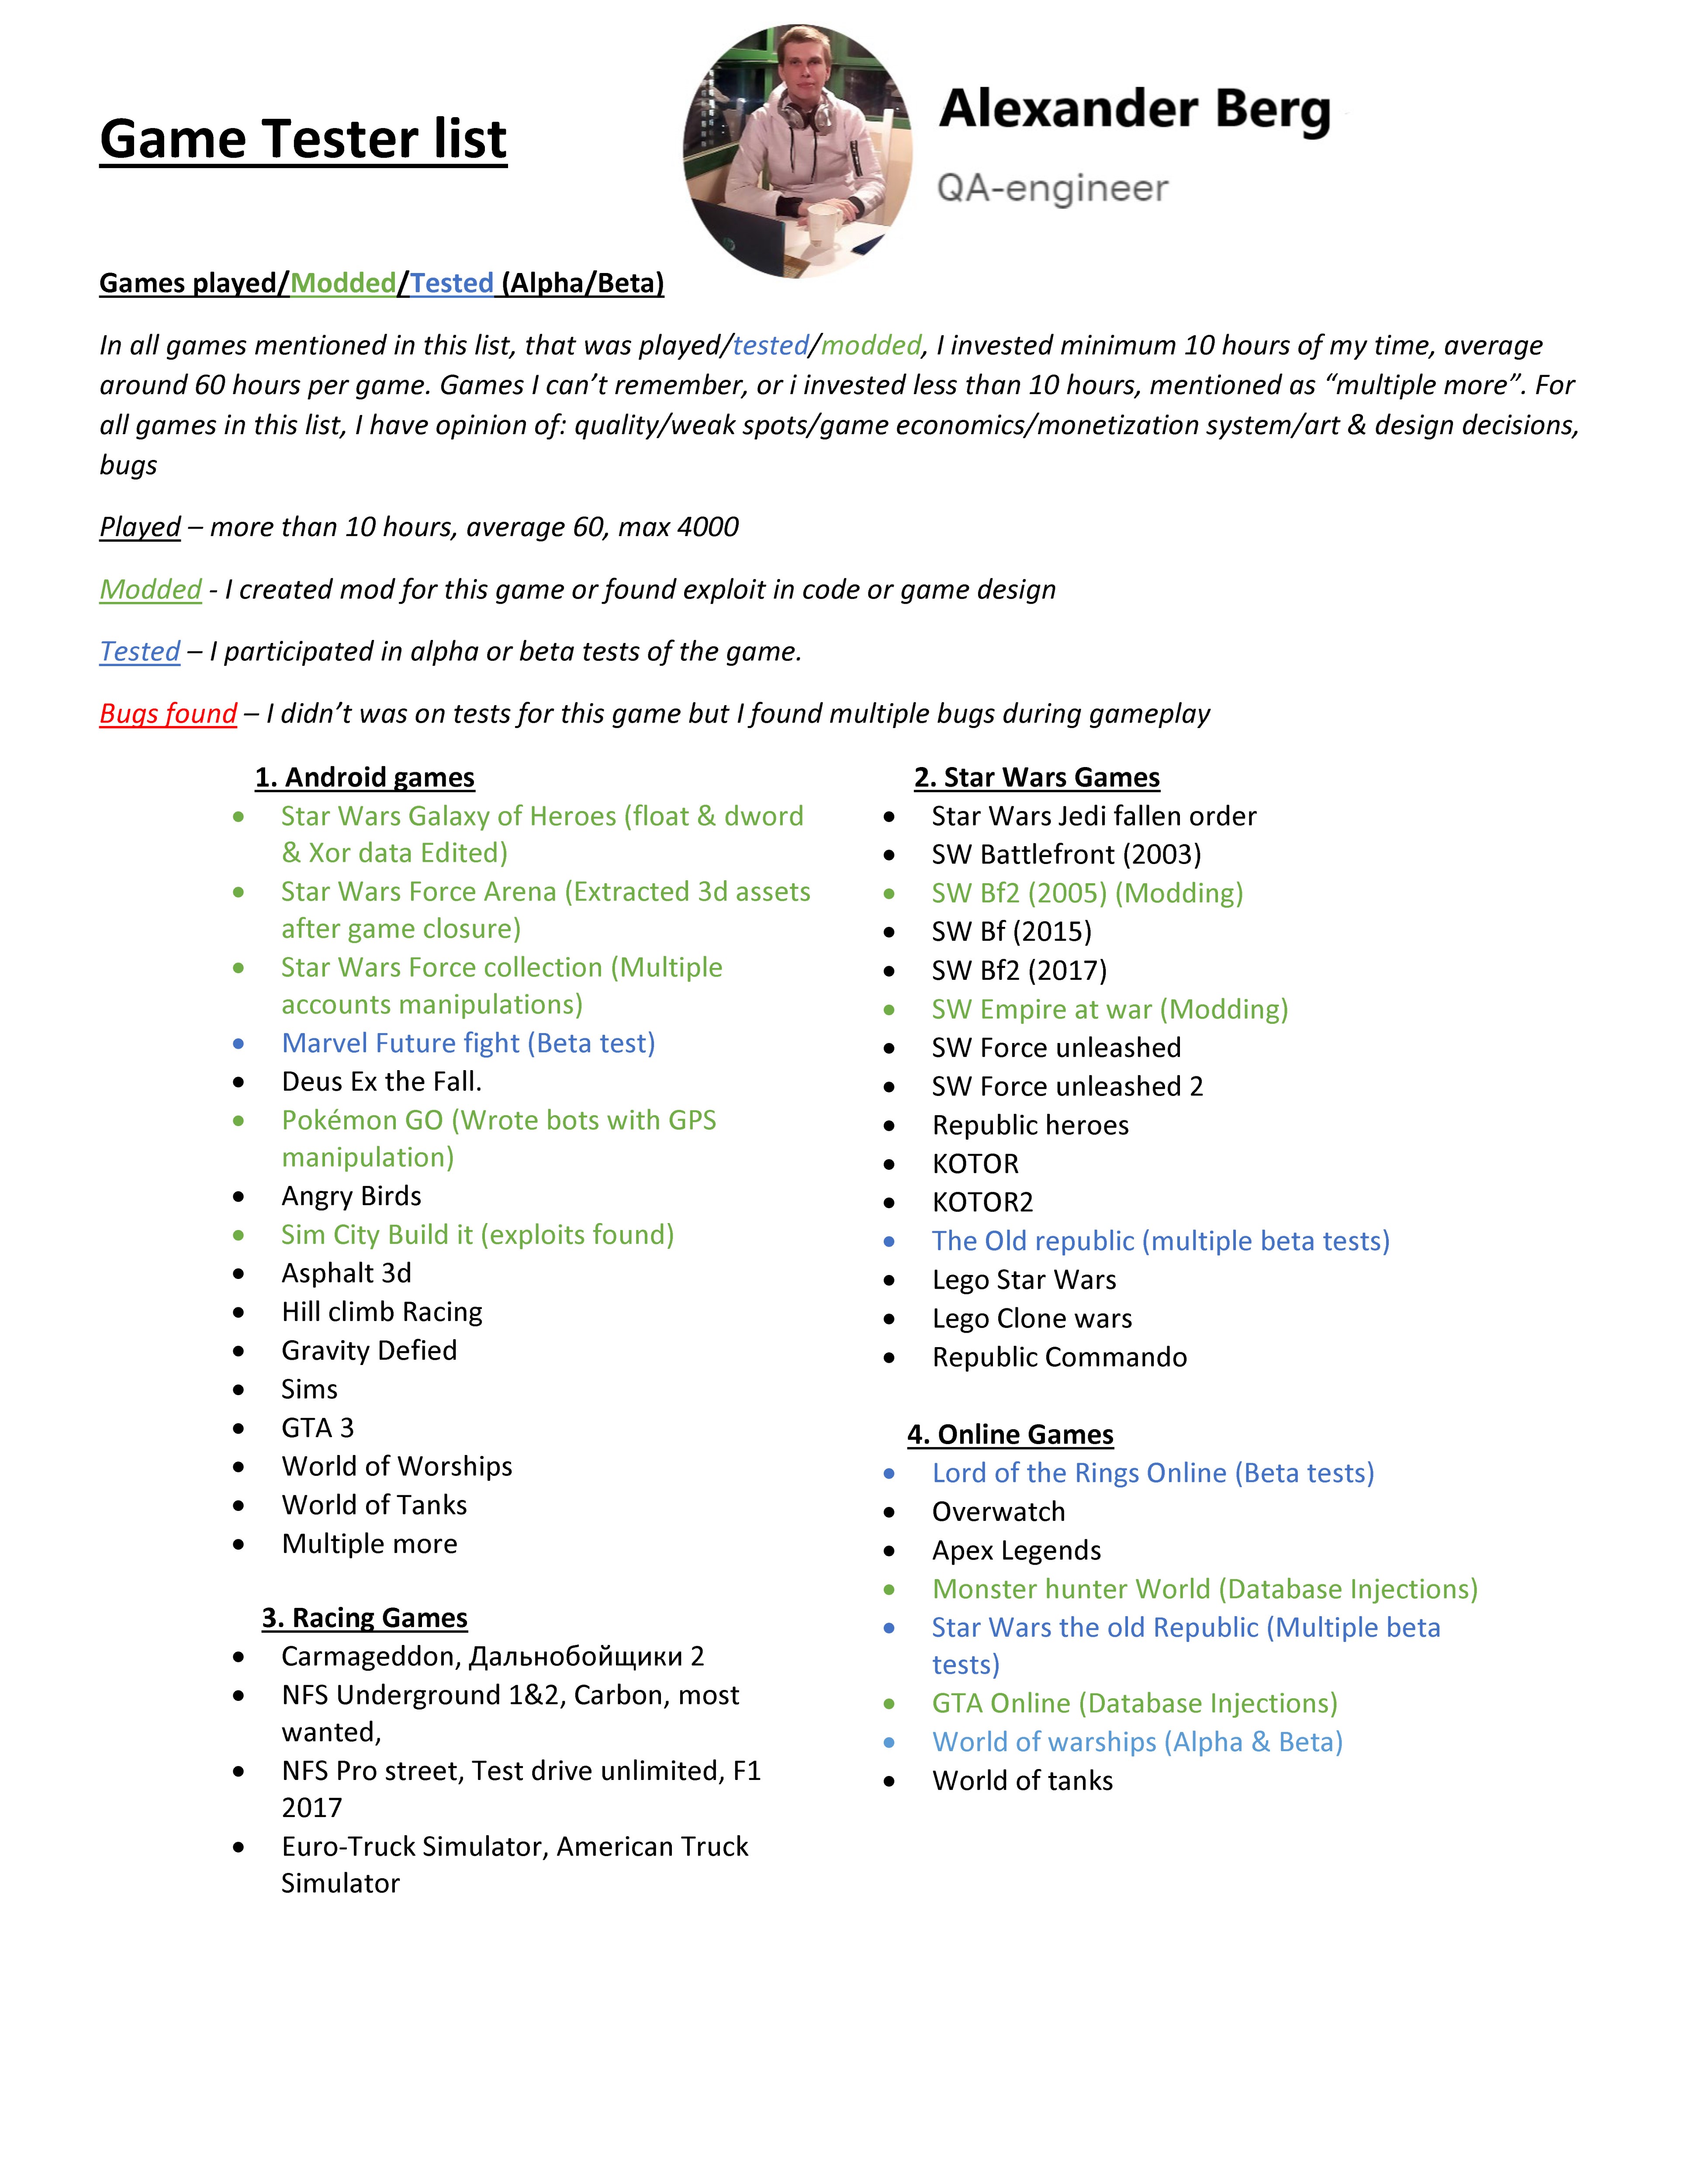 Game Tester list
Alexander Berg
QA-engineer
Games played/Modded/Tested (Alpha/Beta)
In all games mentioned in this list, that was played/tested/modded, I invested minimum 10 hours of my time, average
around 60 hours per game. Games I can’t remember, or i invested less than 10 hours, mentioned as “multiple more”. For
all games in this list, I have opinion of: quality/weak spots/game economics/monetization system/art & design decisions,
bugs
Played – more than 10 hours, average 60, max 4000
Modded - I created mod for this game or found exploit in code or game design
Tested – I participated in alpha or beta tests of the game.
Bugs found – I didn’t was on tests for this game but I found multiple bugs during gameplay
1. Android games
• Star Wars Galaxy of Heroes (float & dword
& Xor data Edited)
• Star Wars Force Arena (Extracted 3d assets
after game closure)
• Star Wars Force collection (Multiple
accounts manipulations)
• Marvel Future fight (Beta test)
• Deus Ex the Fall.
• Pokémon GO (Wrote bots with GPS
manipulation)
• Angry Birds
• Sim City Build it (exploits found)
• Asphalt 3d
• Hill climb Racing
• Gravity Defied
• Sims
• GTA 3
• World of Worships
• World of Tanks
• Multiple more
3. Racing Games
• Carmageddon, Дальнобойщики 2
• NFS Underground 1&2, Carbon, most
wanted,
• NFS Pro street, Test drive unlimited, F1
2017
• Euro-Truck Simulator, American Truck
Simulator
2. Star Wars Games
• Star Wars Jedi fallen order
• SW Battlefront (2003)
• SW Bf2 (2005) (Modding)
• SW Bf (2015)
• SW Bf2 (2017)
• SW Empire at war (Modding)
• SW Force unleashed
• SW Force unleashed 2
• Republic heroes
• KOTOR
• KOTOR2
• The Old republic (multiple beta tests)
• Lego Star Wars
• Lego Clone wars
• Republic Commando
4. Online Games
• Lord of the Rings Online (Beta tests)
• Overwatch
• Apex Legends
• Monster hunter World (Database Injections)
• Star Wars the old Republic (Multiple beta
tests)
• GTA Online (Database Injections)
• World of warships (Alpha & Beta)
• World of tanks